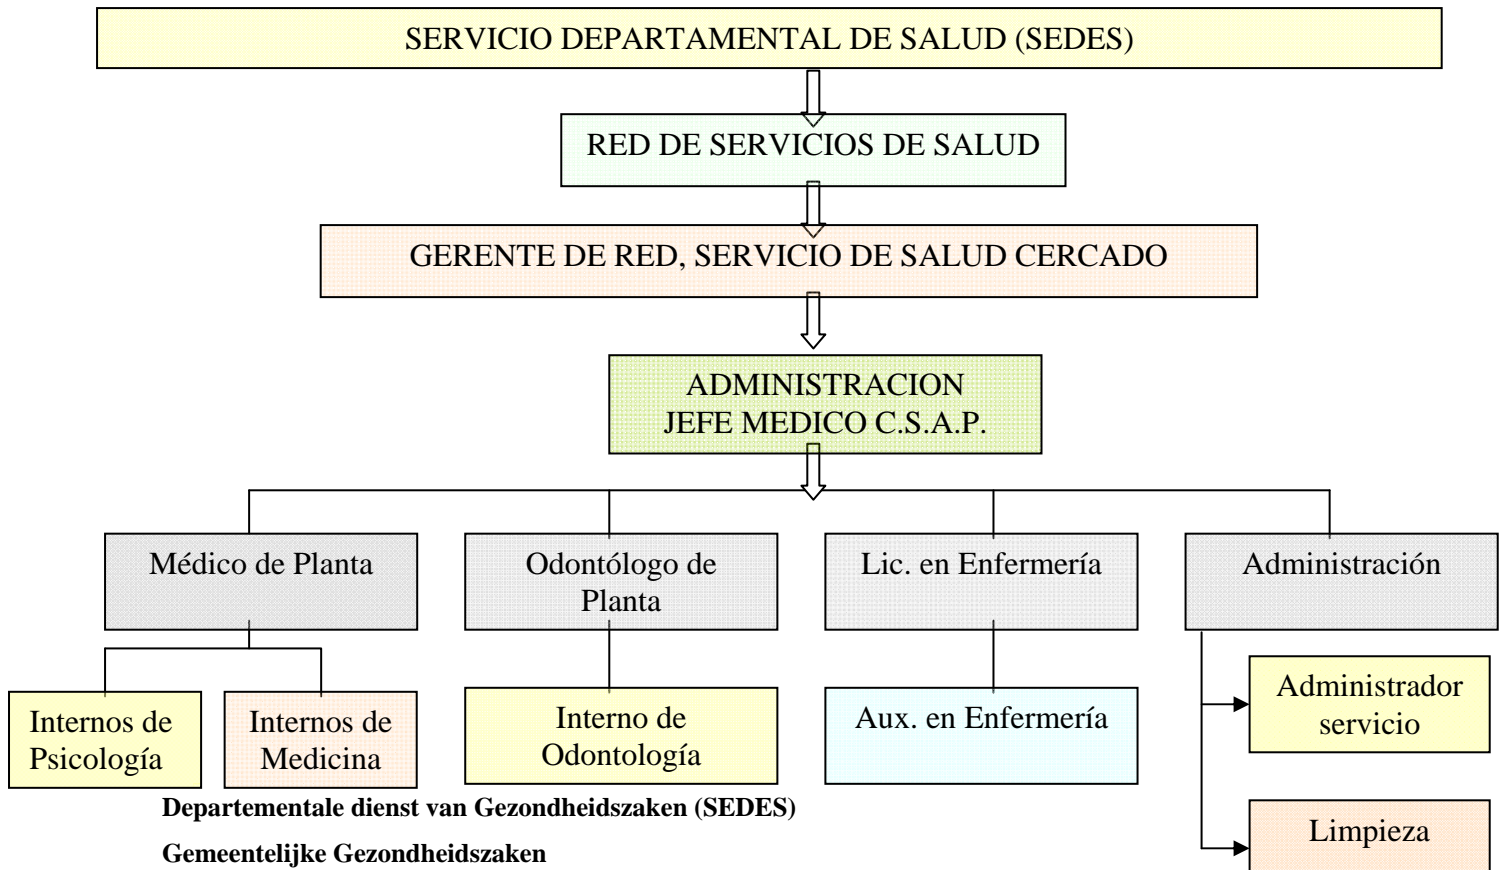 SERVICIO DEPARTAMENTAL DE SALUD (SEDES)
RED DE SERVICIOS DE SALUD
GERENTE DE RED, SERVICIO DE SALUD CERCADO
ADMINISTRACION
JEFE MEDICO C.S.A.P.
Médico de Planta
Odontólogo de
Planta
Lic. en Enfermería
Administración
Internos de
Psicología
Internos de
Medicina
Interno de
Odontología
Aux. en Enfermería
Administrador
servicio
Limpieza
Departementale dienst van Gezondheidszaken (SEDES)
Gemeentelijke Gezondheidszaken